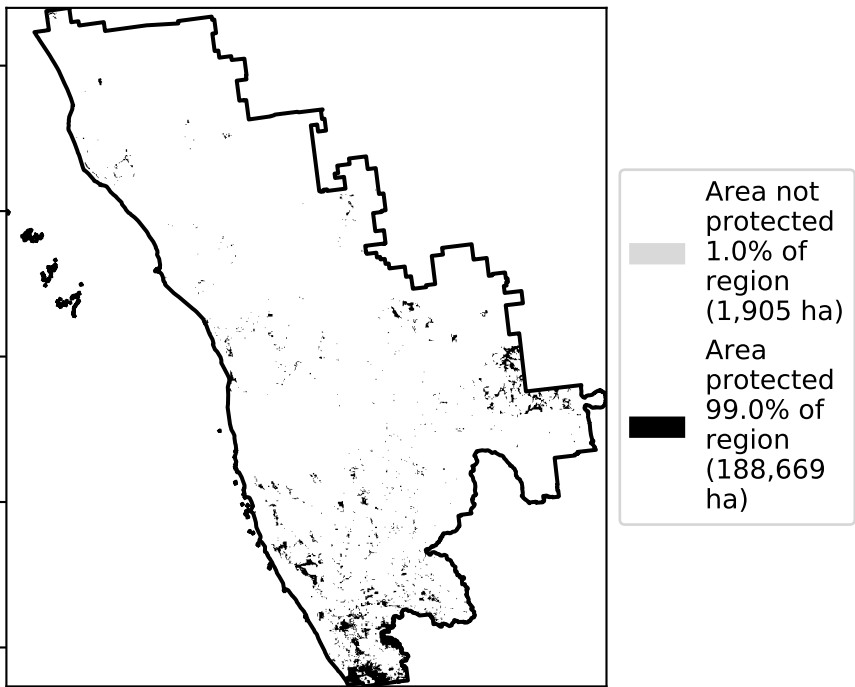 Area not
protected
1.0% of
region
(1,905 ha)
Area
protected
99.0% of
region
(188,669
ha)